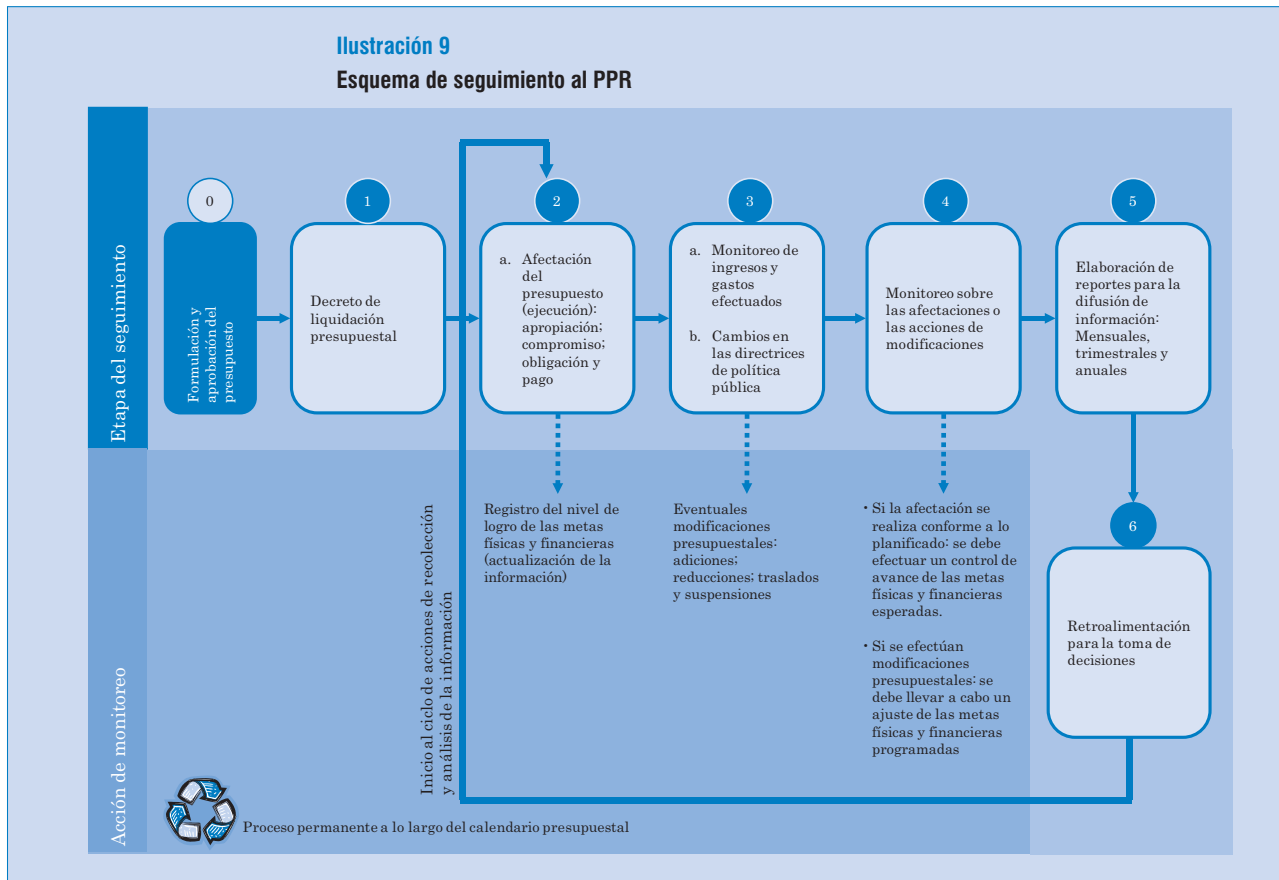 Ilustración 9
Esquema de seguimiento al PPR
Etapa del seguimiento
0
Formulación y
aprobación del
presupuesto
1
Decreto de
liquidación
presupuestal
2
a. Afectación
del
presupuesto
(ejecución):
apropiación;
compromiso;
obligación y
pago
3
a. Monitoreo de
ingresos y
gastos
efectuados
b. Cambios en
las directrices
de política
pública
4
Monitoreo sobre
las afectaciones o
las acciones de
modificaciones
5
Elaboración de
reportes para la
difusión de
información:
Mensuales,
trimestrales y
anuales
Acción de monitoreo
Inicio al ciclo de acciones de recolección
y análisis de la información
Registro del nivel de
logro de las metas
físicas y financieras
(actualización de la
información)
Eventuales
modificaciones
presupuestales:
adiciones;
reducciones; traslados
y suspensiones
• Si la afectación se
realiza conforme a lo
planificado: se debe
efectuar un control de
avance de las metas
físicas y financieras
esperadas.
• Si se efectúan
modificaciones
presupuestales: se
debe llevar a cabo un
ajuste de las metas
físicas y financieras
programadas
6
Retroalimentación
para la toma de
decisiones
Proceso permanente a lo largo del calendario presupuestal